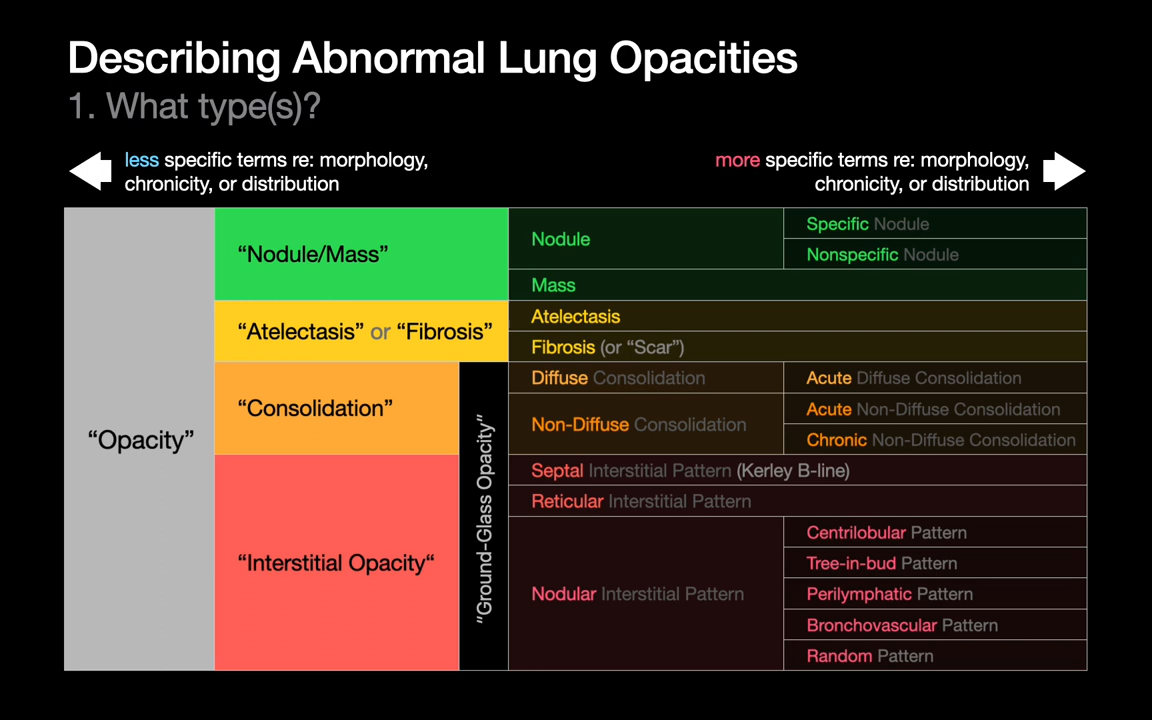 Describing Abnormal Lung Opacities
1. What type(s)?
less specific terms re: morphology,
chronicity, or distribution
more specific terms re: morphology,
chronicity, or distribution
“Opacity”
“Nodule/Mass”
Nodule
Specific Nodule
Nonspecific Nodule
Mass
“Atelectasis” or “Fibrosis”
Atelectasis
Fibrosis (or “Scar”)
“Consolidation”
“Ground-Glass Opacity”
Diffuse Consolidation
Acute Diffuse Consolidation
Non-Diffuse Consolidation
Acute Non-Diffuse Consolidation
Chronic Non-Diffuse Consolidation
“Interstitial Opacity“
Septal Interstitial Pattern (Kerley B-line)
Reticular Interstitial Pattern
Nodular Interstitial Pattern
Centrilobular Pattern
Tree-in-bud Pattern
Perilymphatic Pattern
Bronchovascular Pattern
Random Pattern